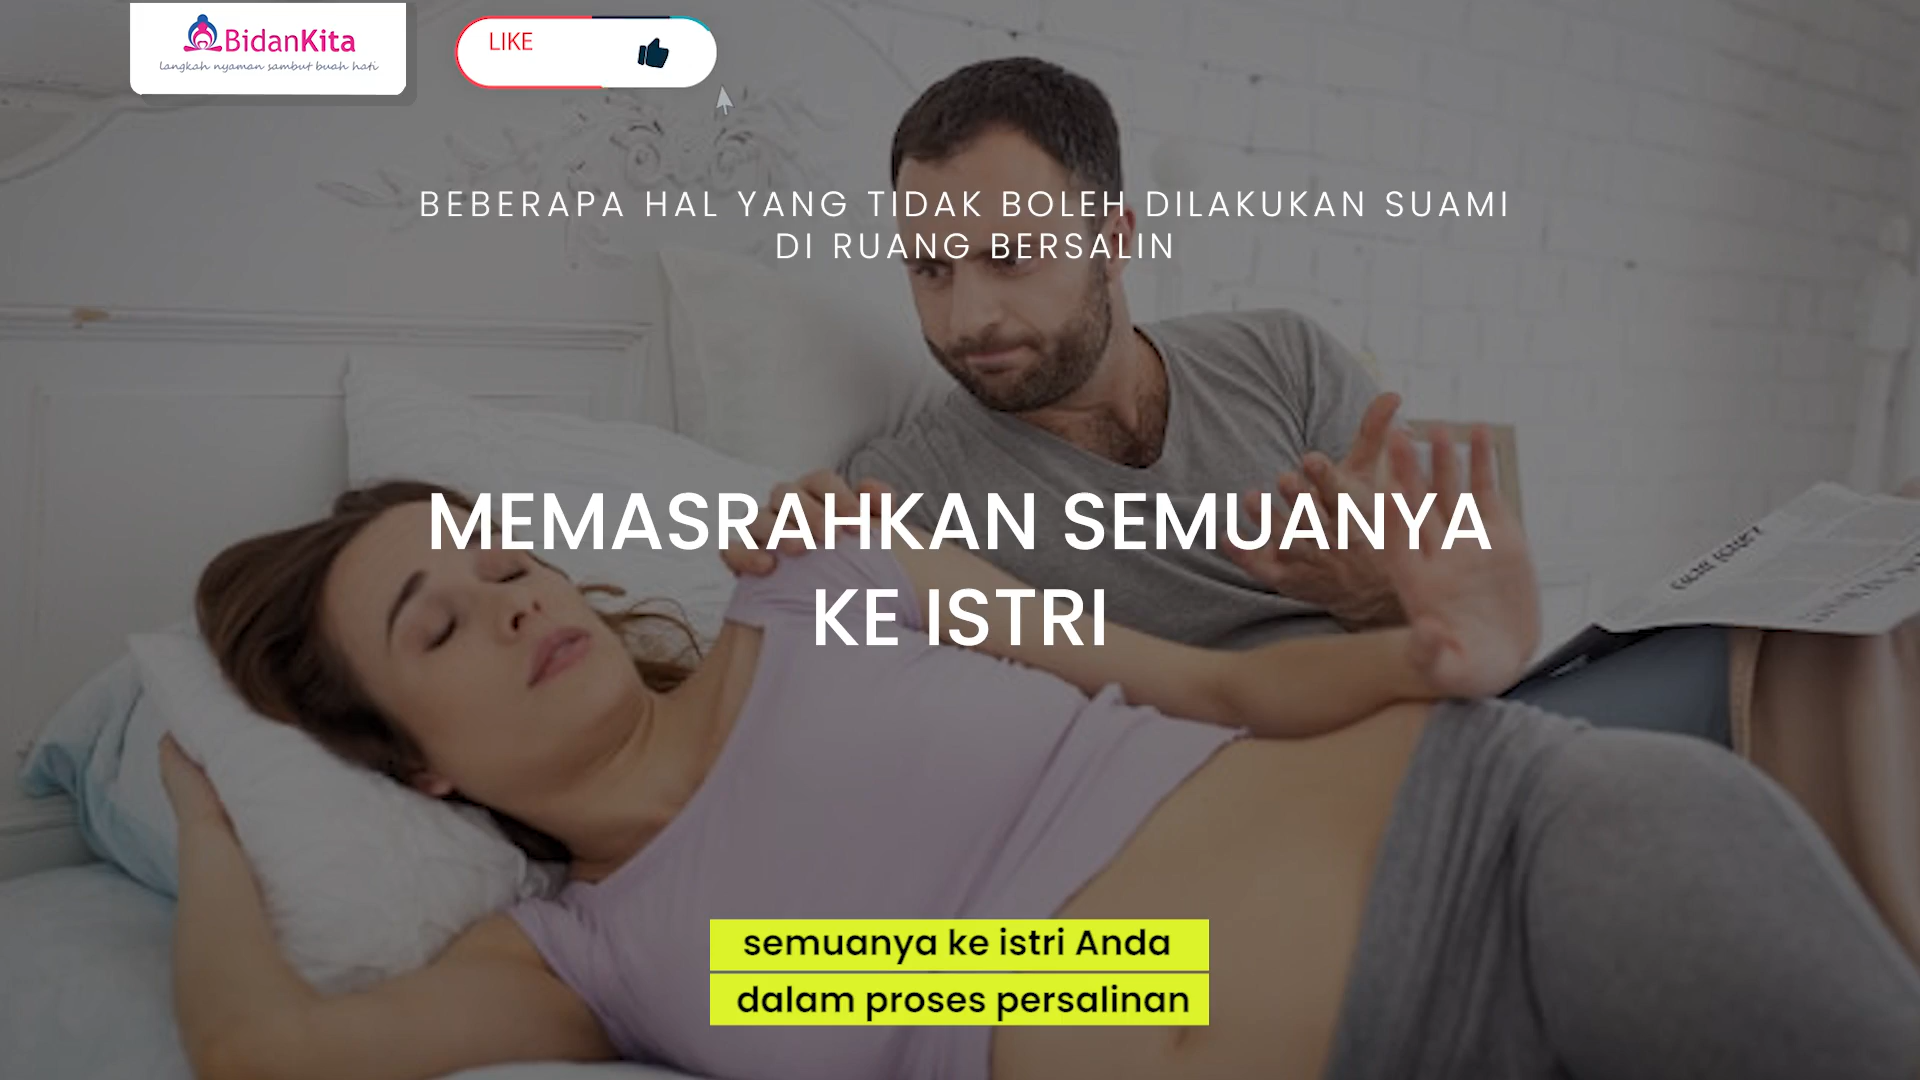 BidanKita
langkah nyaman sambut buah hati
LIKE
BEBERAPA HAL YANG TIDAK BOLEH DILAKUKAN SUAMI
DI RUANG BERSALIN
MEMASRAHKAN SEMUANYA
KE ISTRI
semuanya ke istri Anda
dalam proses persalinan